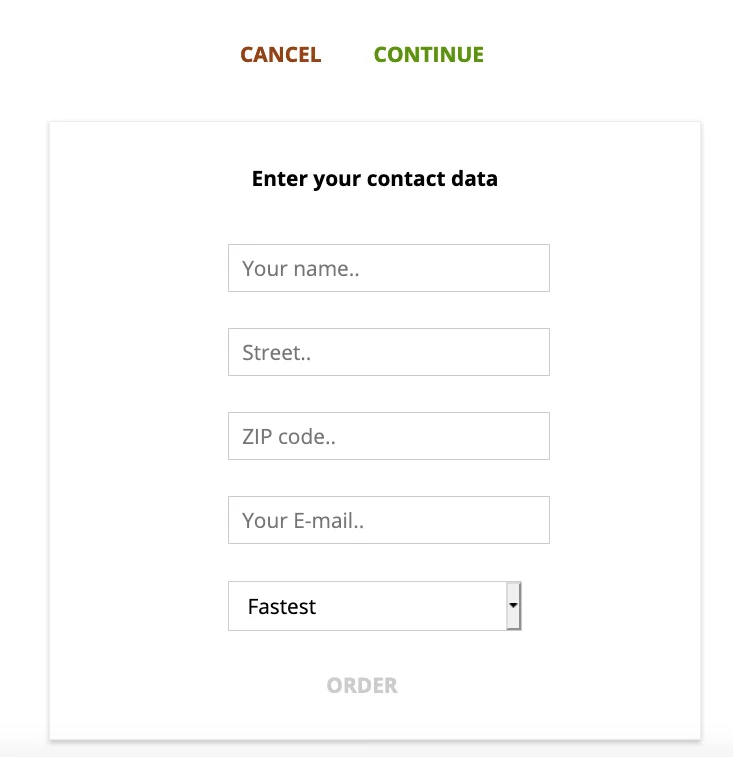 CANCEL CONTINUE
Enter your contact data
Your name..
Street..
ZIP code..
Your E-mail..
Fastest
ORDER